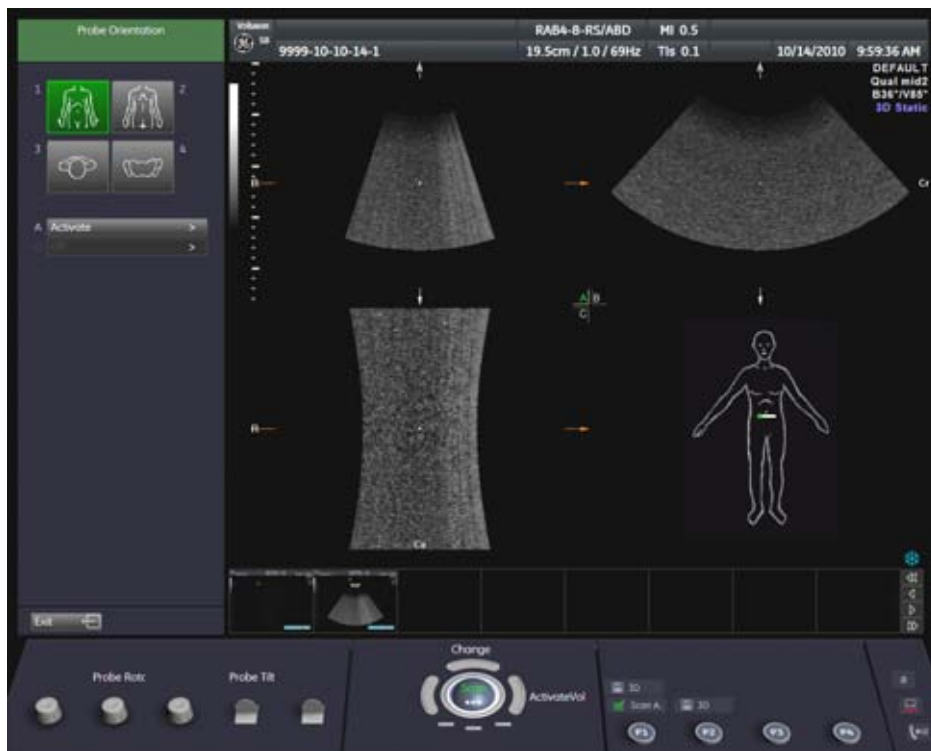 Probe Orientation
Voluson
S8
RAB4-8-RS/ABD MI 0.5
9999-10-10-14-1 19.5cm / 1.0 / 69Hz TIs 0.1 10/14/2010 9:59:36 AM
DEFAULT
Qual mid2
B36°/V85°
3D Static
1
2
3
4
A Activate >
>
R
Cr
A B
C
R
Ca
Exit
Change
Probe Rotc
Probe Tilt
Scan
ActivateVol
3D
Scan A.
3D
P1
P2
P3
P4